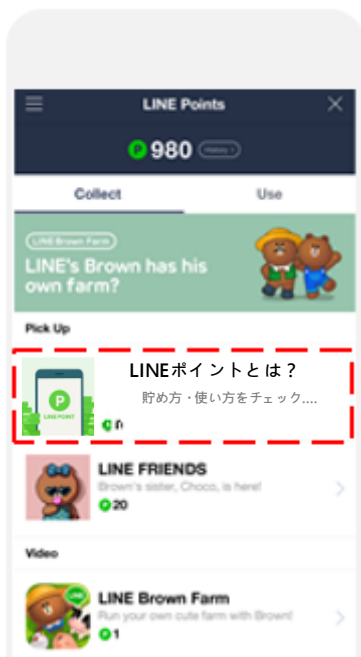 LINE Points
P 980
Collect Use
LINE Brown Farm
LINE's Brown has his
own farm?
Pick Up
LINEポイントとは？
貯め方・使い方をチェック....
P
LINE POINT
LINE FRIENDS
Brown's sister, Choco, is here!
P 20
Video
LINE
LINE Brown Farm
Run your own cute farm with Brown!
P 1